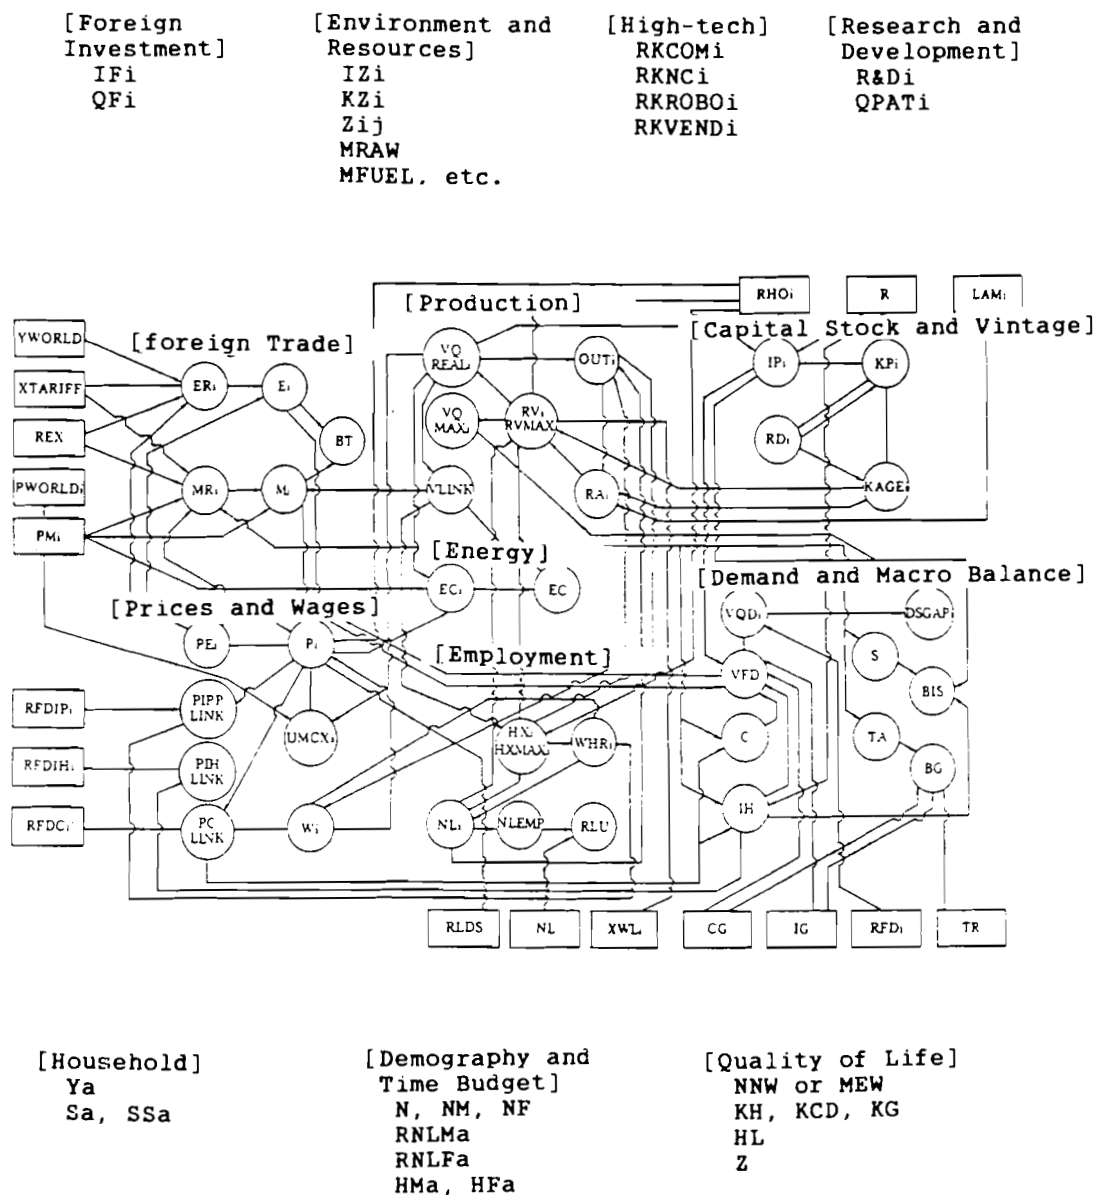 [Foreign
Investment]
IFi
QFi
[Environment and
Resources]
IZi
KZi
Zij
MRAW
MFUEL, etc.
[High-tech]
RKCOMi
RKNCi
RKROBOi
RKVENDi
[Research and
Development]
R&Di
QPATi
RHOi
R
LAMi
[Production]
[Capital Stock and Vintage]
[foreign Trade]
YWORLD
XTARIFF
REX
PWORLDi
PMi
ERi
Ei
BT
MRi
Mi
VQ
REALi
OUTi
VQ
MAXi
RVi
RVMAX
VLINK
RAi
IPi
KPi
RDi
KAGEi
[Energy]
ECi
EC
[Demand and Macro Balance]
VQDi
DSGAP
S
VFD
BIS
C
TA
BG
IH
[Prices and Wages]
PEi
Pi
RFDIPi
PIPP
LINK
UMCXi
RFDIHi
PIH
LINK
RFDCi
PC
LINK
Wi
[Employment]
HXi
HXMAXi
WHRi
NLi
NLEMP
RLU
RLDS
NL
XWLi
CG
IG
RFDi
TR
[Household]
Ya
Sa, SSa
[Demography and
Time Budget]
N, NM, NF
RNLMa
RNLFa
HMa, HFa
[Quality of Life]
NNW or MEW
KH, KCD, KG
HL
Z